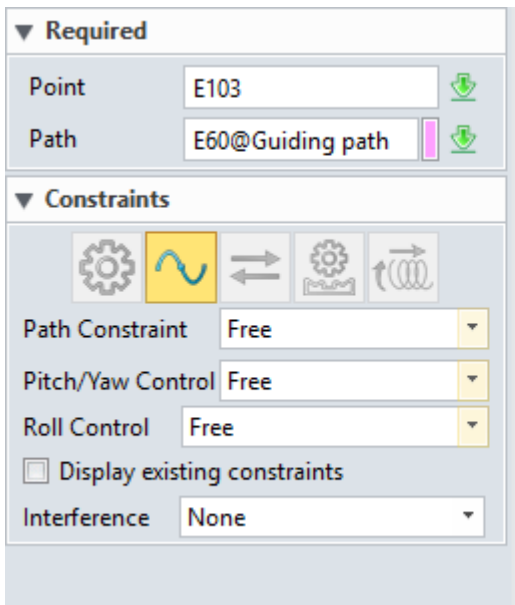 Required
Point E103
Path E60@Guiding path
Constraints
Path Constraint Free
Pitch/Yaw Control Free
Roll Control Free
Display existing constraints
Interference None